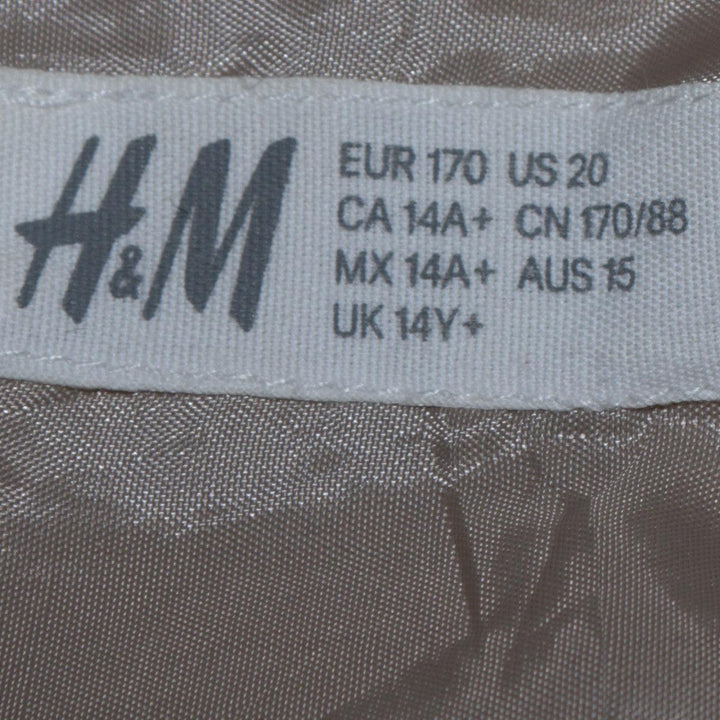 H&M
EUR 170 US 20
CA 14A+ CN 170/88
MX 14A+ AUS 15
UK 14Y+